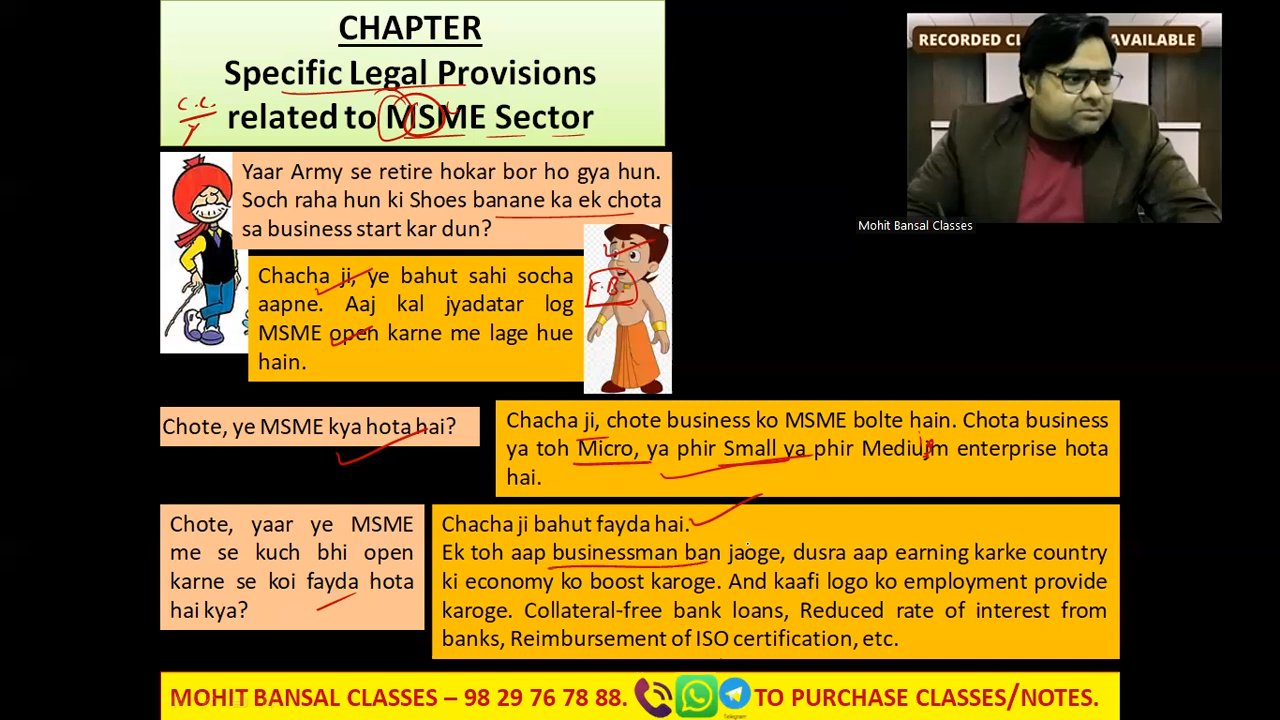 CHAPTER
Specific Legal Provisions
related to MSME Sector
C.C.
Yaar Army se retire hokar bor ho gya hun.
Soch raha hun ki Shoes banane ka ek chota
sa business start kar dun?
Chacha ji, ye bahut sahi socha
aapne. Aaj kal jyadatar log
MSME open karne me lage hue
hain.
C.B.
Chote, ye MSME kya hota hai?
Chacha ji, chote business ko MSME bolte hain. Chota business
ya toh Micro, ya phir Small ya phir Medium enterprise hota
hai.
Chote, yaar ye MSME
me se kuch bhi open
karne se koi fayda hota
hai kya?
Chacha ji bahut fayda hai.
Ek toh aap businessman ban jaoge, dusra aap earning karke country
ki economy ko boost karoge. And kaafi logo ko employment provide
karoge. Collateral-free bank loans, Reduced rate of interest from
banks, Reimbursement of ISO certification, etc.
RECORDED AVAILABLE
Mohit Bansal Classes
MOHIT BANSAL CLASSES – 98 29 76 78 88. TO PURCHASE CLASSES/NOTES.
Telegram